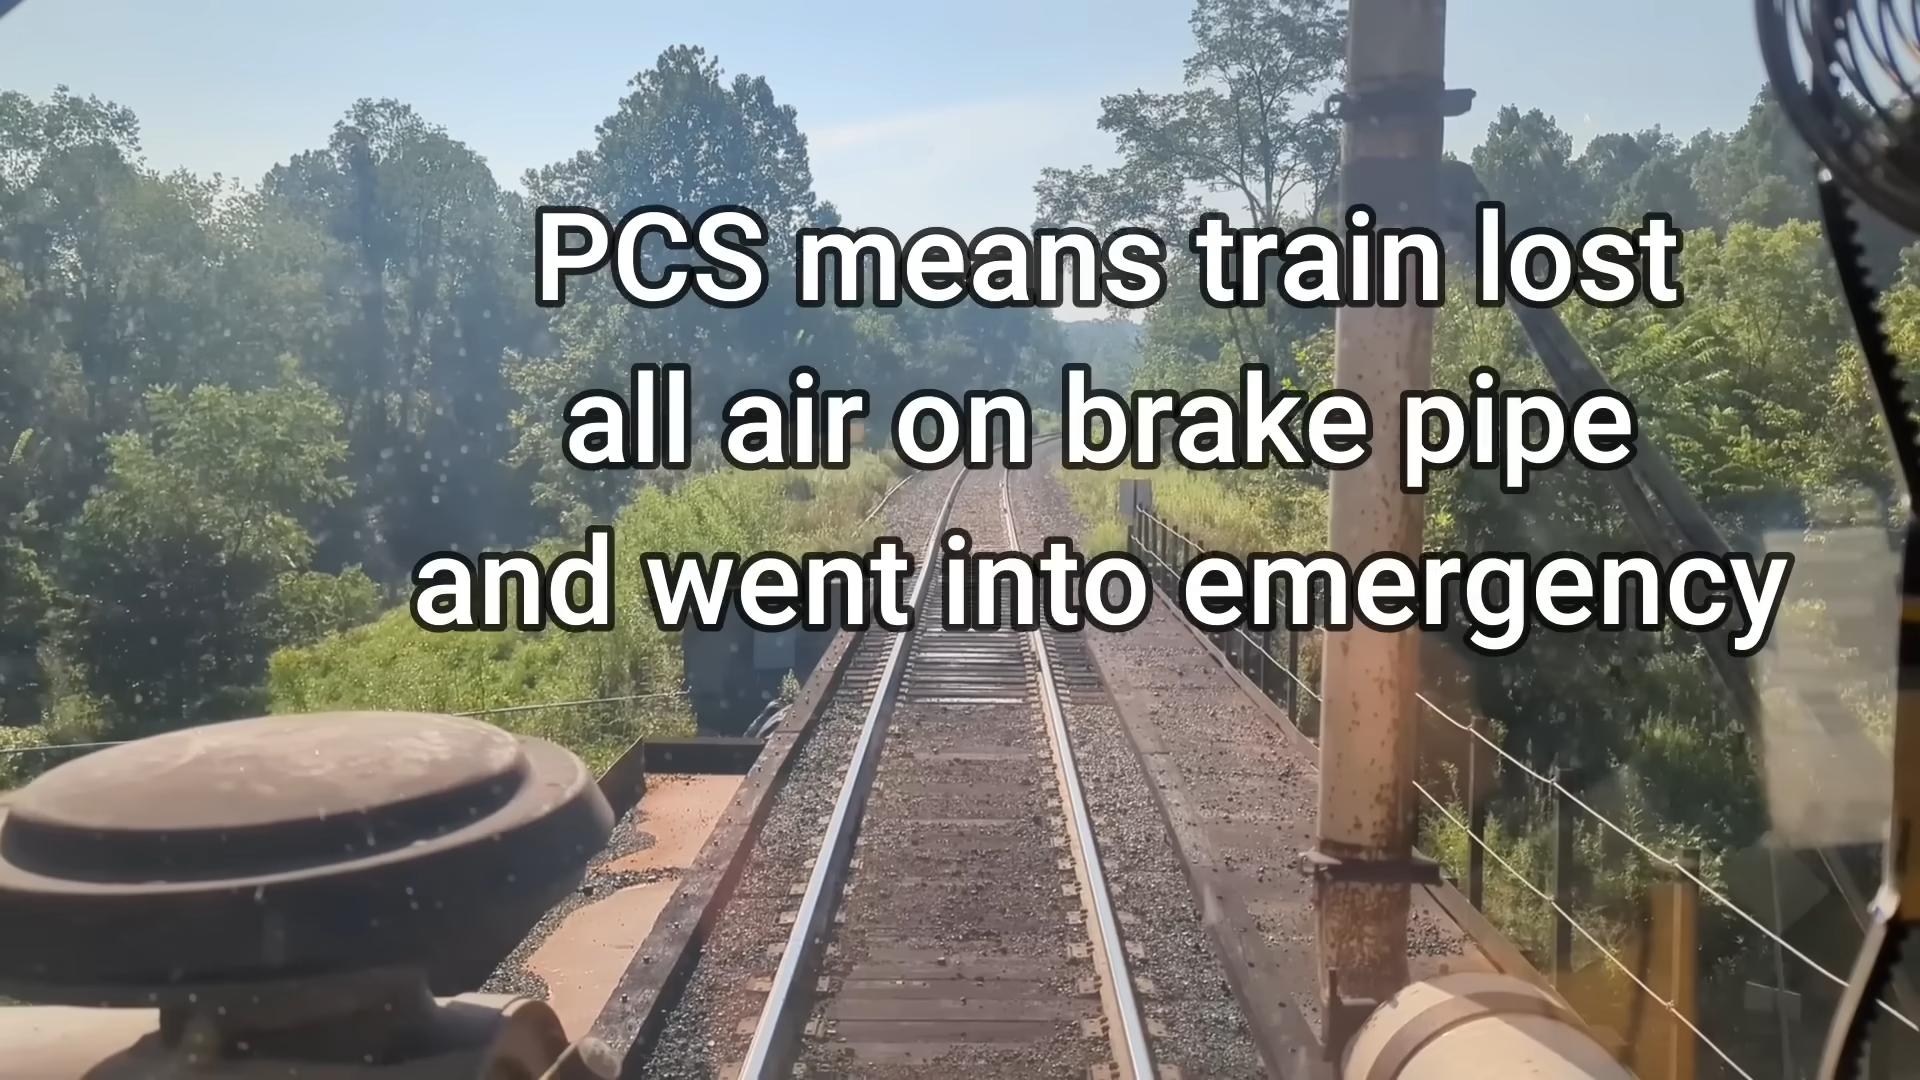 PCS means train lost
all air on brake pipe
and went into emergency